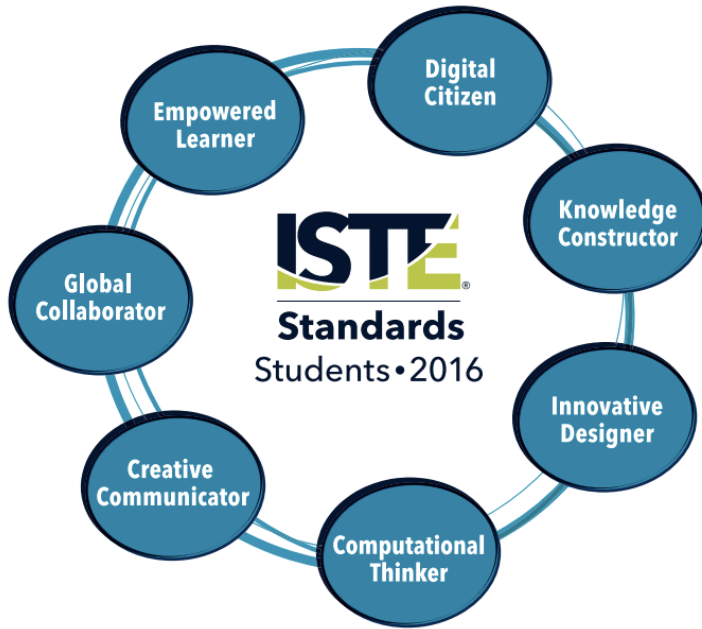 Digital
Citizen
Empowered
Learner
Knowledge
Constructor
ISTE®
Standards
Students•2016
Global
Collaborator
Innovative
Designer
Creative
Communicator
Computational
Thinker